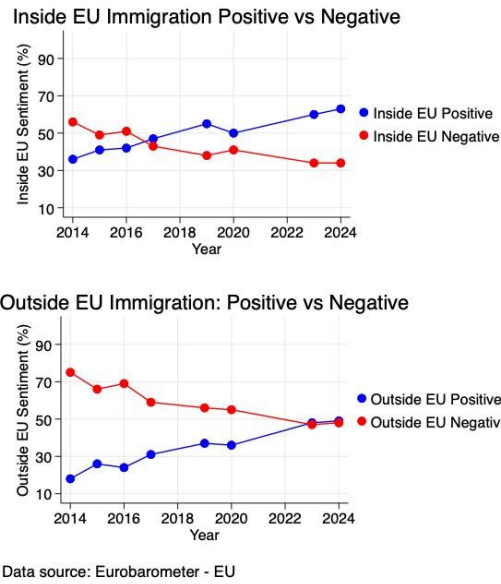 Inside EU Immigration Positive vs Negative
Inside EU Sentiment (%)
90
70
50
30
10
2014 2016 2018 2020 2022 2024
Year
Inside EU Positive
Inside EU Negative
Outside EU Immigration: Positive vs Negative
Outside EU Sentiment (%)
90
70
50
30
10
2014 2016 2018 2020 2022 2024
Year
Outside EU Positive
Outside EU Negativ
Data source: Eurobarometer - EU